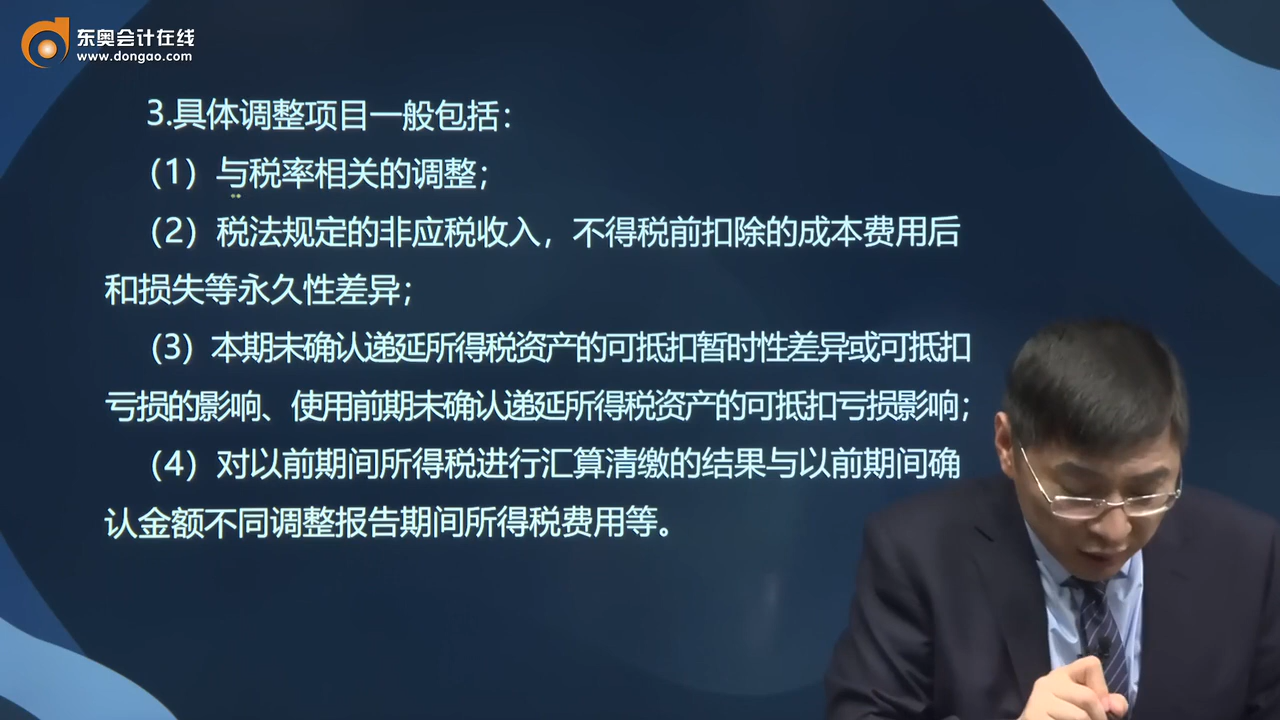 东奥会计在线
www.dongao.com
3.具体调整项目一般包括：
（1）与税率相关的调整；
（2）税法规定的非应税收入，不得税前扣除的成本费用后
和损失等永久性差异；
（3）本期未确认递延所得税资产的可抵扣暂时性差异或可抵扣
亏损的影响、使用前期未确认递延所得税资产的可抵扣亏损影响；
（4）对以前期间所得税进行汇算清缴的结果与以前期间确
认金额不同调整报告期间所得税费用等。